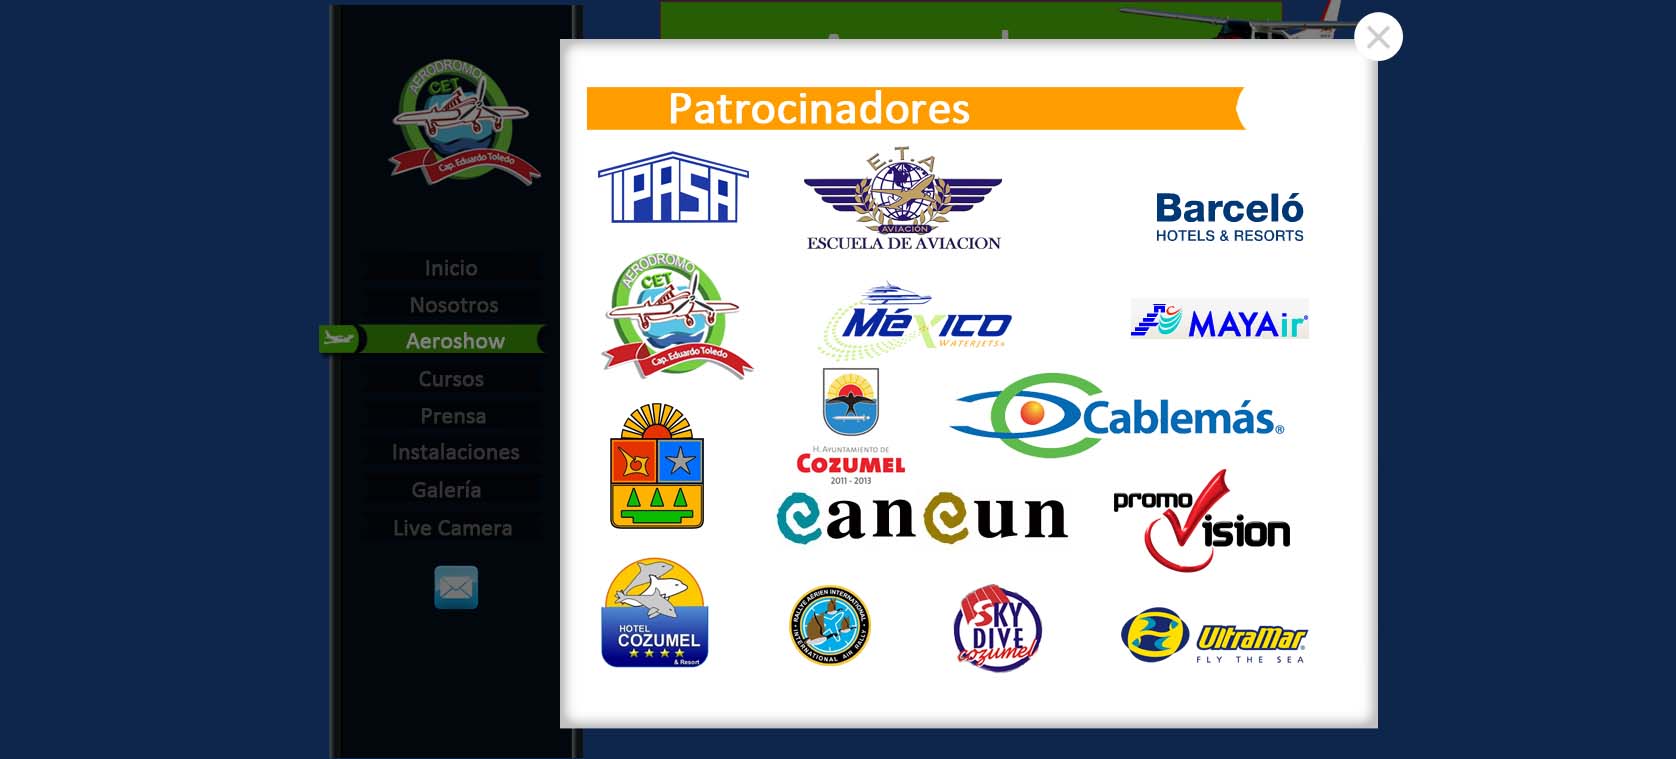 AERODROMO
CET
Cap. Eduardo Toledo
Inicio
Nosotros
Aeroshow
Cursos
Prensa
Instalaciones
Galería
Live Camera
Patrocinadores
IPASA
E.T.A
AVIACIÓN
ESCUELA DE AVIACION
Barceló
HOTELS & RESORTS
AERODROMO
CET
Cap. Eduardo Toledo
MéxICO
WATERJETS
MAYAir®
H. AYUNTAMIENTO DE
COZUMEL
2011 - 2013
Cablemás®
cancun
promo
Vision
HOTEL
COZUMEL
& Resort
RALLYE AERIEN INTERNATIONAL
INTERNATIONAL AIR RALLY
SKY
DIVE
cozumel
UltraMar®
FLY THE SEA